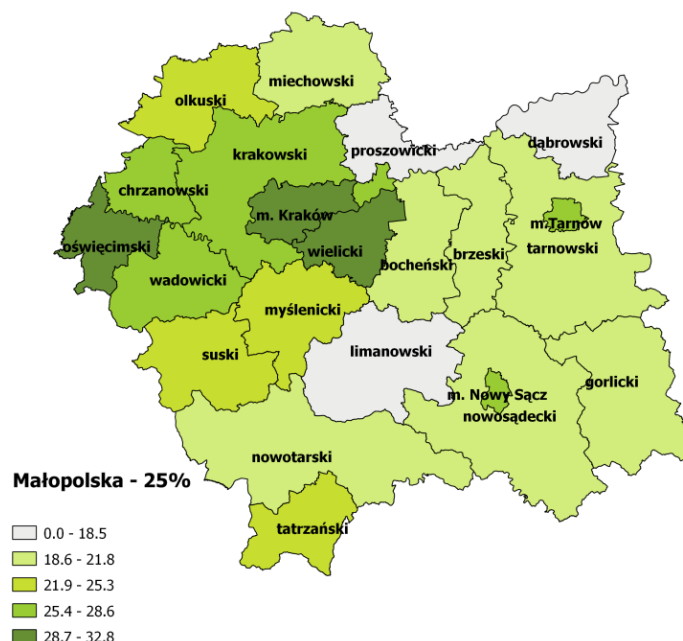 miechowski
olkuski
krakowski
proszowicki
dąbrowski
chrzanowski
m. Kraków
m.Tarnów
oświęcimski
wielicki
bocheński
brzeski
tarnowski
wadowicki
myślenicki
suski
limanowski
gorlicki
m. Nowy Sącz
nowosądecki
nowotarski
Małopolska - 25%
tatrzański
0.0 - 18.5
18.6 - 21.8
21.9 - 25.3
25.4 - 28.6
28.7 - 32.8